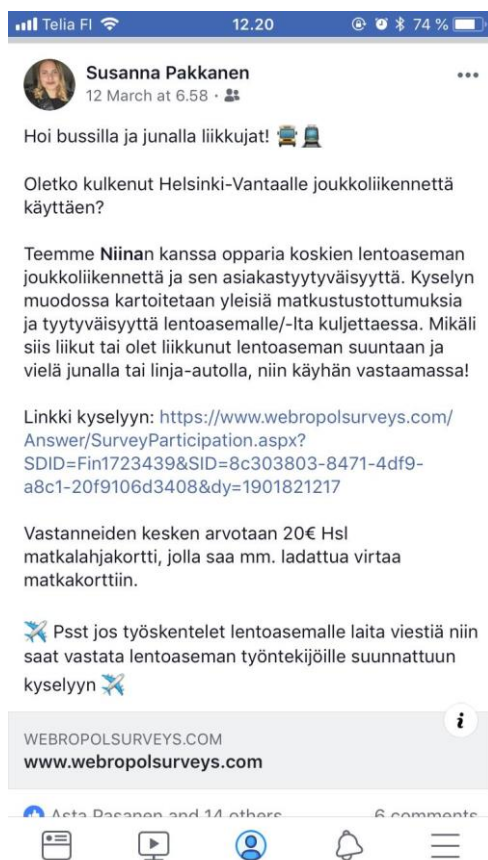 Telia FI 12.20 74 %
Susanna Pakkanen
12 March at 6.58 ·
Hoi bussilla ja junalla liikkujat!
Oletko kulkenut Helsinki-Vantaalle joukkoliikennettä
käyttäen?
Teemme Niinan kanssa opparia koskien lentoaseman
joukkoliikennettä ja sen asiakastyytyväisyyttä. Kyselyn
muodossa kartoitetaan yleisiä matkustustottumuksia
ja tyytyväisyyttä lentoasemalle/-lta kuljettaessa. Mikäli
siis liikut tai olet liikkunut lentoaseman suuntaan ja
vielä junalla tai linja-autolla, niin käyhän vastaamassa!
Linkki kyselyyn: https://www.webropolsurveys.com/
Answer/SurveyParticipation.aspx?
SDID=Fin1723439&SID=8c303803-8471-4df9-
a8c1-20f9106d3408&dy=1901821217
Vastanneiden kesken arvotaan 20€ Hsl
matkalahjakortti, jolla saa mm. ladattua virtaa
matkakorttiin.
Psst jos työskentelet lentoasemalle laita viestiä niin
saat vastata lentoaseman työntekijöille suunnattuun
kyselyyn
WEBROPOLSURVEYS.COM
www.webropolsurveys.com
Asta Pasanen and 14 others 6 comments